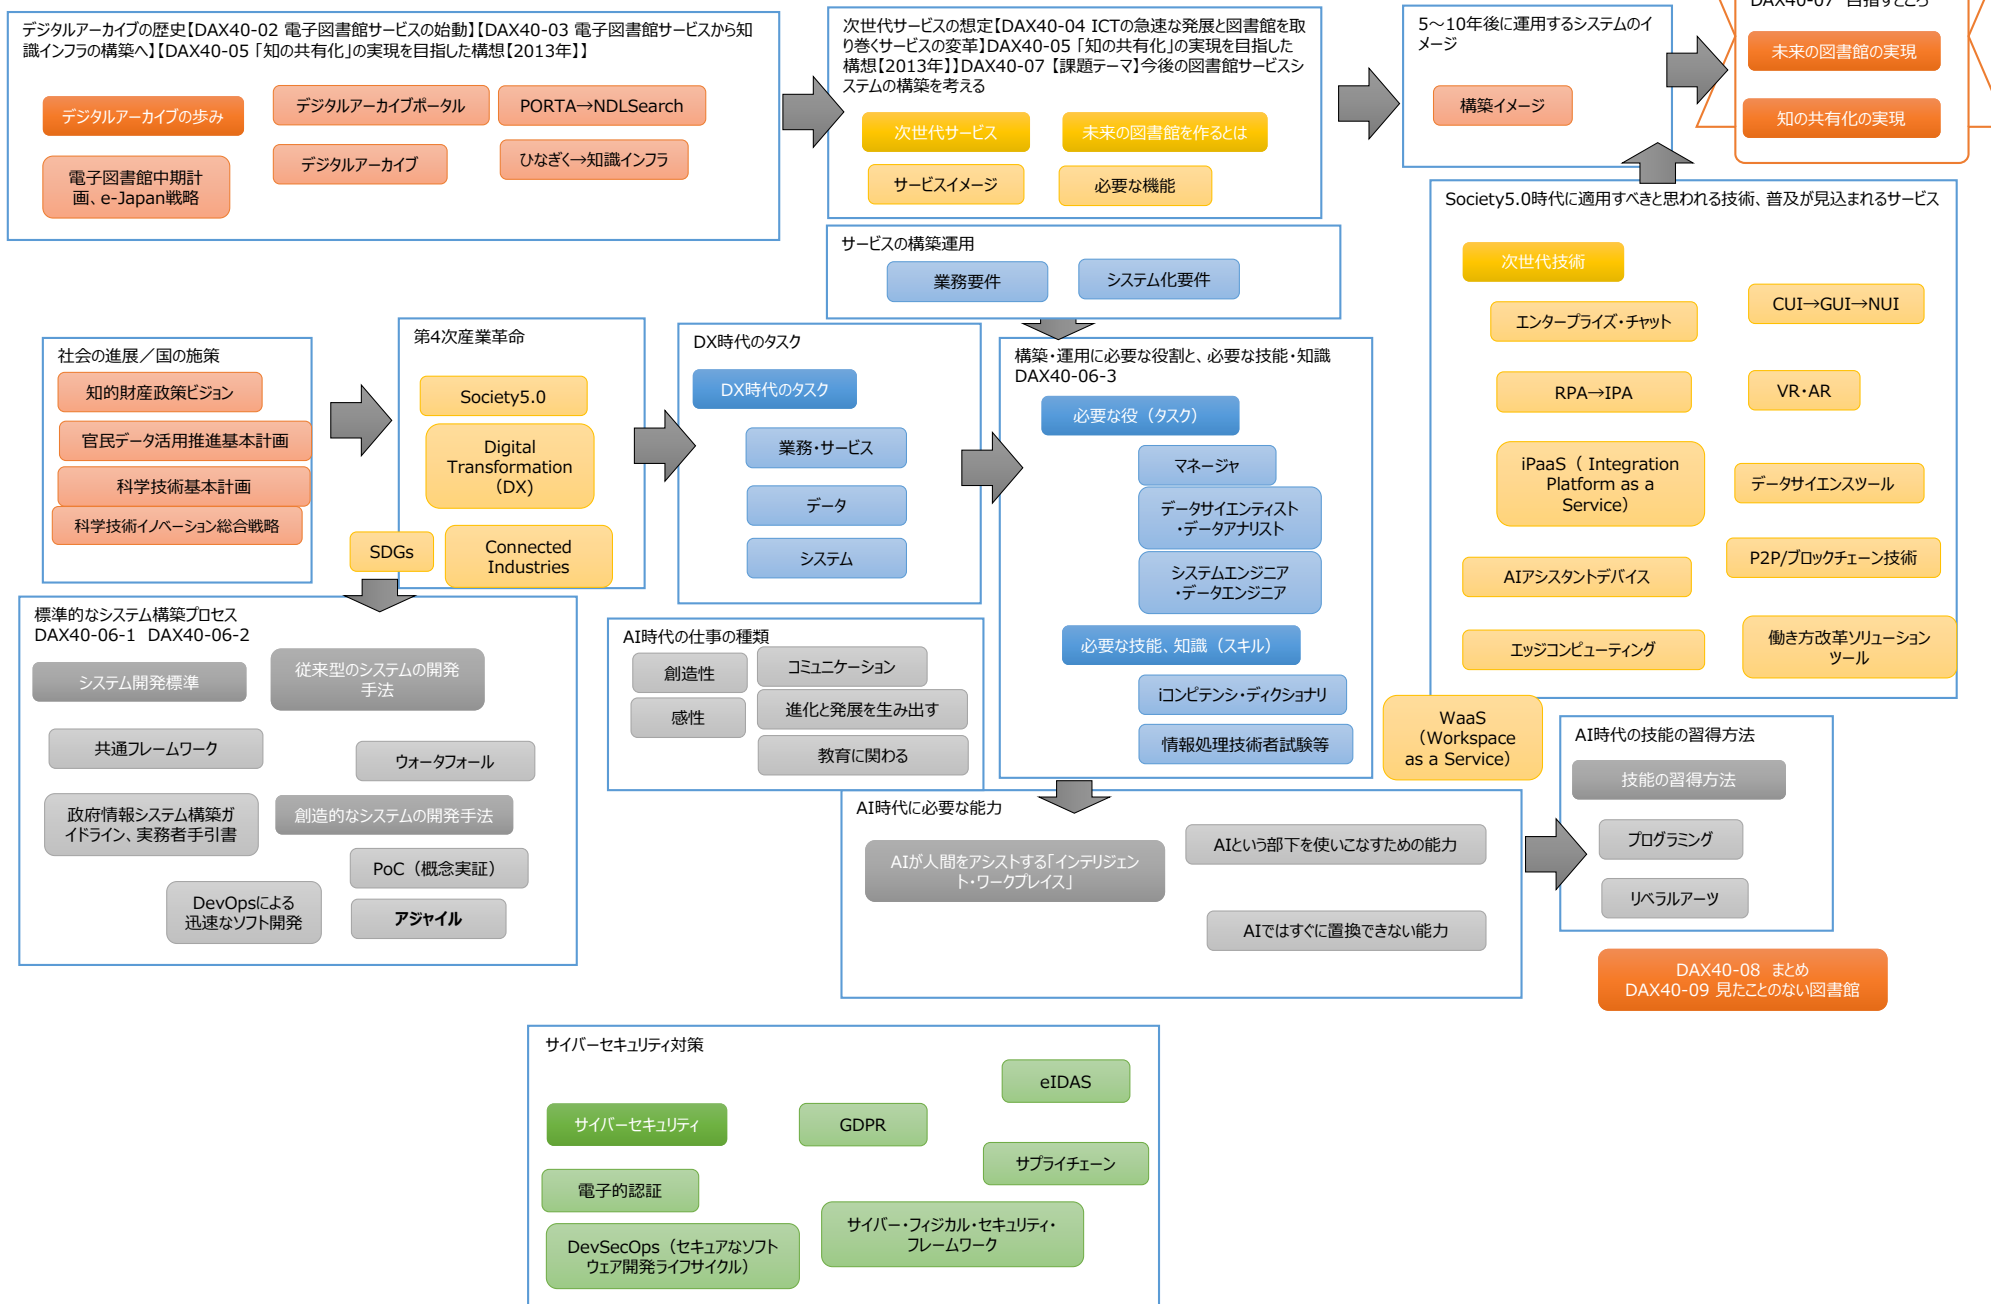 デジタルアーカイブの歴史【DAX40-02 電子図書館サービスの始動】【DAX40-03 電子図書館サービスから知
識インフラの構築へ】【DAX40-05 「知の共有化」の実現を目指した構想【2013年】】
デジタルアーカイブの歩み
デジタルアーカイブポータル
PORTA→NDLSearch
電子図書館中期計
画、e-Japan戦略
デジタルアーカイブ
ひなぎく→知識インフラ
次世代サービスの想定【DAX40-04 ICTの急速な発展と図書館を取
り巻くサービスの変革】DAX40-05 「知の共有化」の実現を目指した
構想【2013年】】DAX40-07 【課題テーマ】今後の図書館サービスシ
ステムの構築を考える
次世代サービス
未来の図書館を作るとは
サービスイメージ
必要な機能
5～10年後に運用するシステムのイ
メージ
構築イメージ
DAX40-07 目指すところ
未来の図書館の実現
知の共有化の実現
サービスの構築運用
業務要件
システム化要件
Society5.0時代に適用すべきと思われる技術、普及が見込まれるサービス
次世代技術
エンタープライズ・チャット
CUI→GUI→NUI
RPA→IPA
VR・AR
iPaaS（ Integration
Platform as a
Service）
データサイエンスツール
AIアシスタントデバイス
P2P/ブロックチェーン技術
エッジコンピューティング
働き方改革ソリューション
ツール
WaaS
（Workspace
as a Service）
社会の進展／国の施策
知的財産政策ビジョン
官民データ活用推進基本計画
科学技術基本計画
科学技術イノベーション総合戦略
第4次産業革命
Society5.0
Digital
Transformation
（DX）
SDGs
Connected
Industries
DX時代のタスク
DX時代のタスク
業務・サービス
データ
システム
構築・運用に必要な役割と、必要な技能・知識
DAX40-06-3
必要な役（タスク）
マネージャ
データサイエンティスト
・データアナリスト
システムエンジニア
・データエンジニア
必要な技能、知識（スキル）
iコンピテンシ・ディクショナリ
情報処理技術者試験等
標準的なシステム構築プロセス
DAX40-06-1 DAX40-06-2
システム開発標準
従来型のシステムの開発
手法
共通フレームワーク
ウォータフォール
政府情報システム構築ガ
イドライン、実務者手引書
創造的なシステムの開発手法
PoC（概念実証）
DevOpsによる
迅速なソフト開発
アジャイル
AI時代の仕事の種類
創造性
コミュニケーション
感性
進化と発展を生み出す
教育に関わる
AI時代に必要な能力
AIが人間をアシストする「インテリジェン
ト・ワークプレイス」
AIという部下を使いこなすための能力
AIではすぐに置換できない能力
AI時代の技能の習得方法
技能の習得方法
プログラミング
リベラルアーツ
DAX40-08 まとめ
DAX40-09 見たことのない図書館
サイバーセキュリティ対策
eIDAS
サイバーセキュリティ
GDPR
サプライチェーン
電子的認証
サイバー・フィジカル・セキュリティ・
フレームワーク
DevSecOps（セキュアなソフト
ウェア開発ライフサイクル）